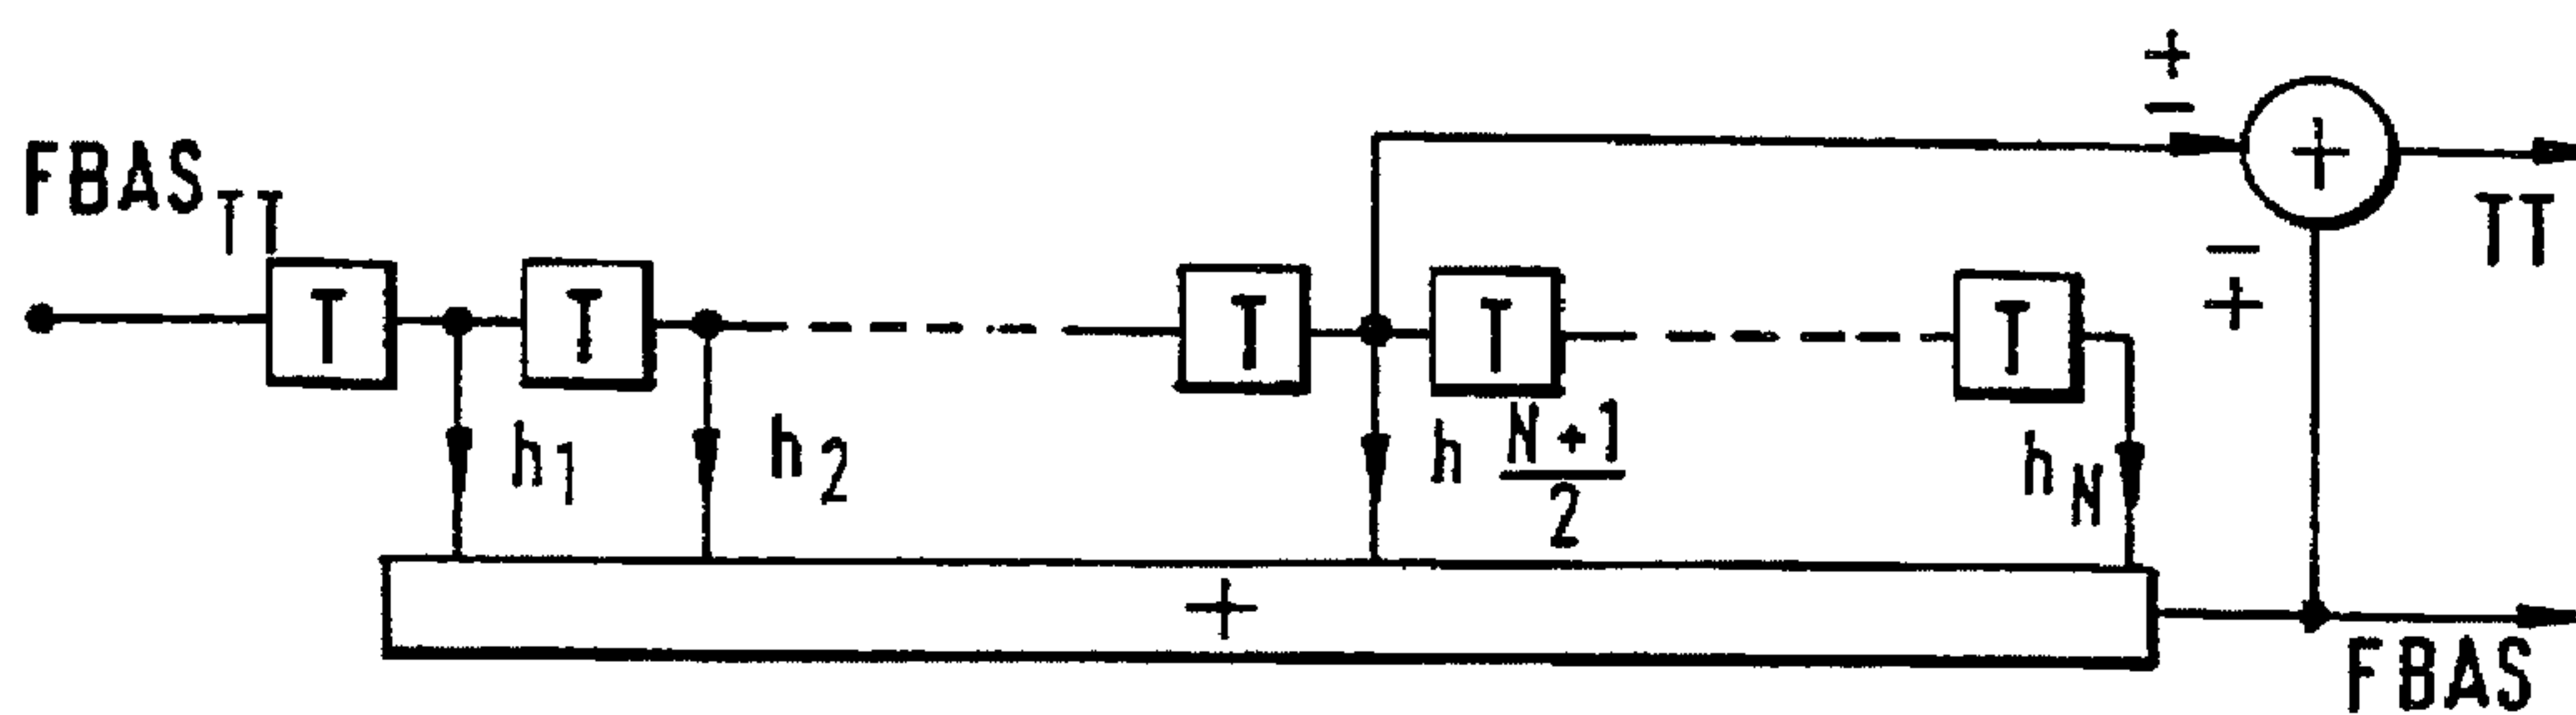 FBAS TT
T T T T T
h1 h2 h N+1/2 hN
+
-
+
-
+
TT
+
FBAS